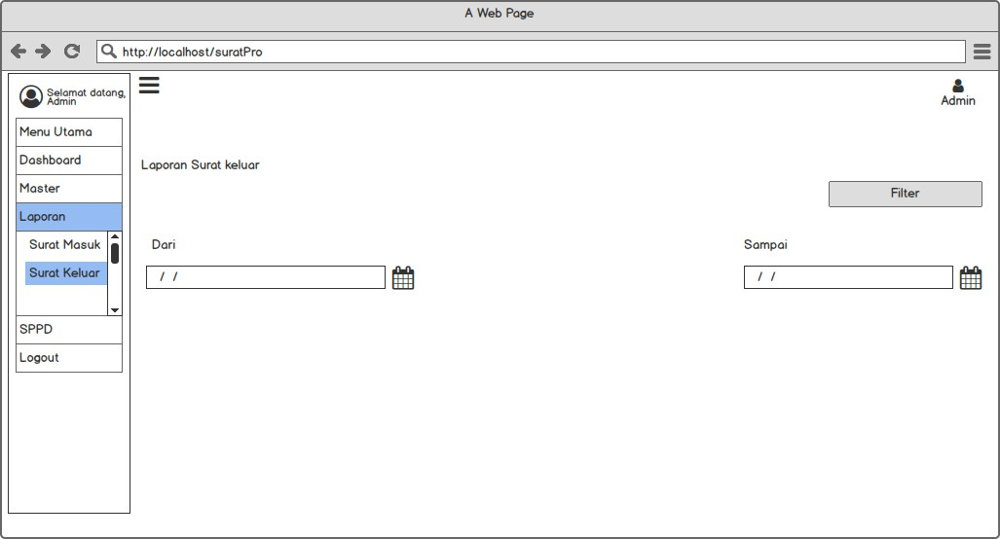 A Web Page
http://localhost/suratPro
Selamat datang,
Admin
Admin
Menu Utama
Dashboard
Master
Laporan
Surat Masuk
Surat Keluar
SPPD
Logout
Laporan Surat keluar
Filter
Dari
Sampai
/ /
/ /